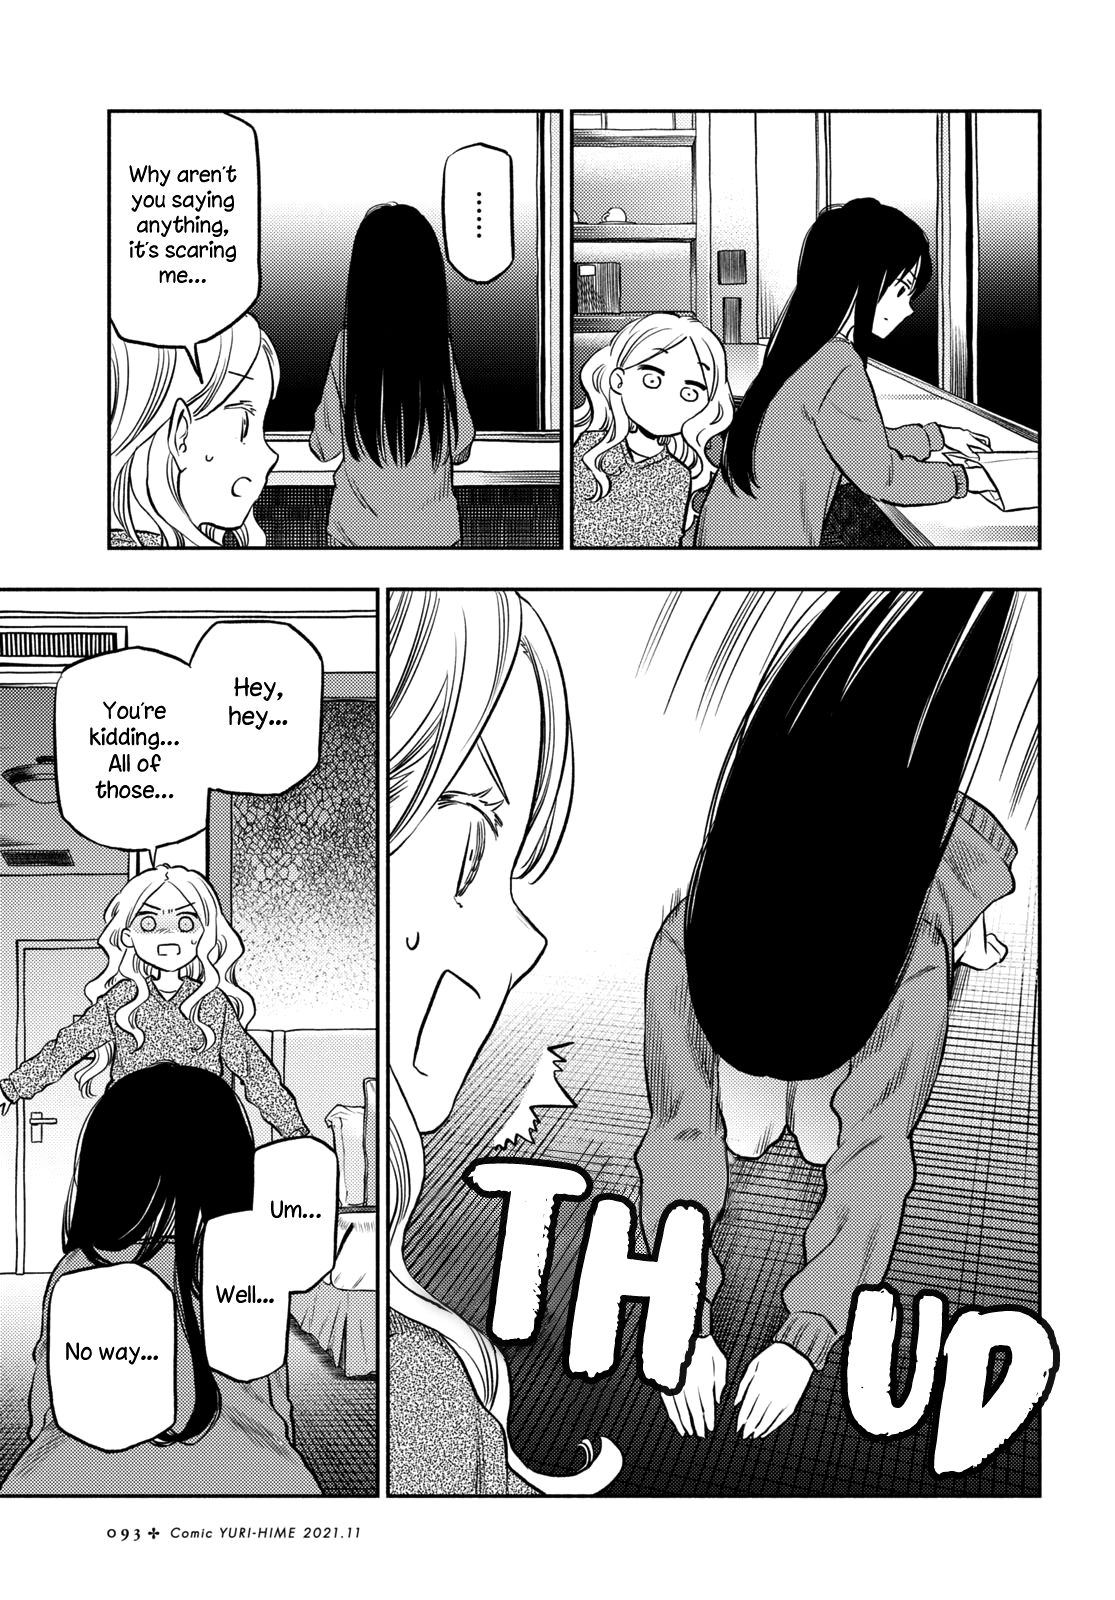 .......
Why aren't
you saying
anything,
it's scaring
me...
THUD
Hey,
hey...
You're
kidding...
All of
those...
Um...
Well...
No way...
093 ✢ Comic YURI-HIME 2021.11